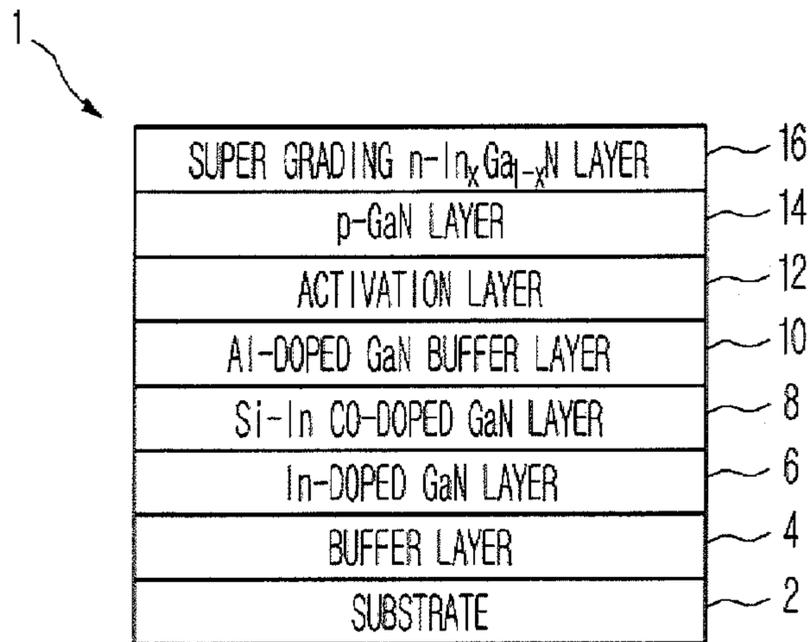 1
SUPER GRADING n-InxGa1-xN LAYER 16
p-GaN LAYER 14
ACTIVATION LAYER 12
Al-DOPED GaN BUFFER LAYER 10
Si-In CO-DOPED GaN LAYER 8
In-DOPED GaN LAYER 6
BUFFER LAYER 4
SUBSTRATE 2